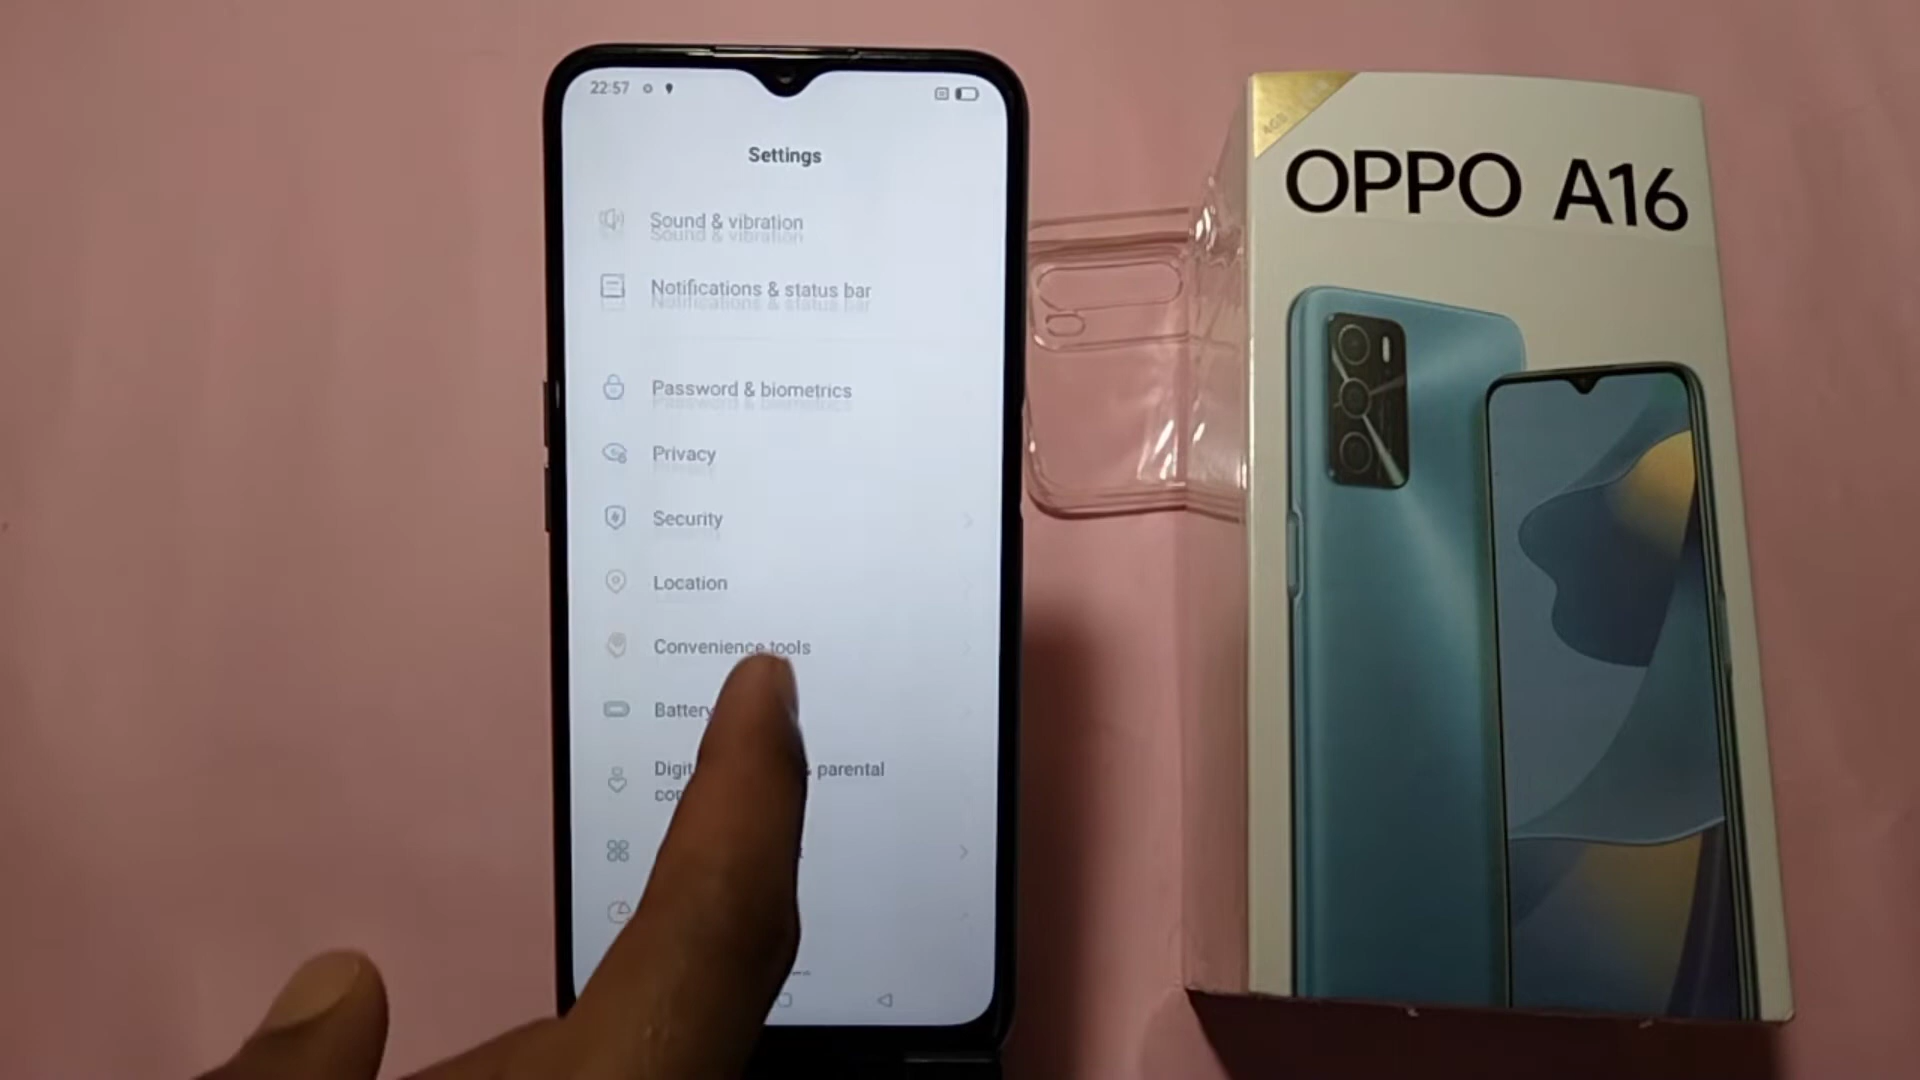 22:57
Settings
Sound & vibration
Notifications & status bar
Password & biometrics
Privacy
Security
Location
Convenience tools
Battery
parental
4GB
OPPO A16